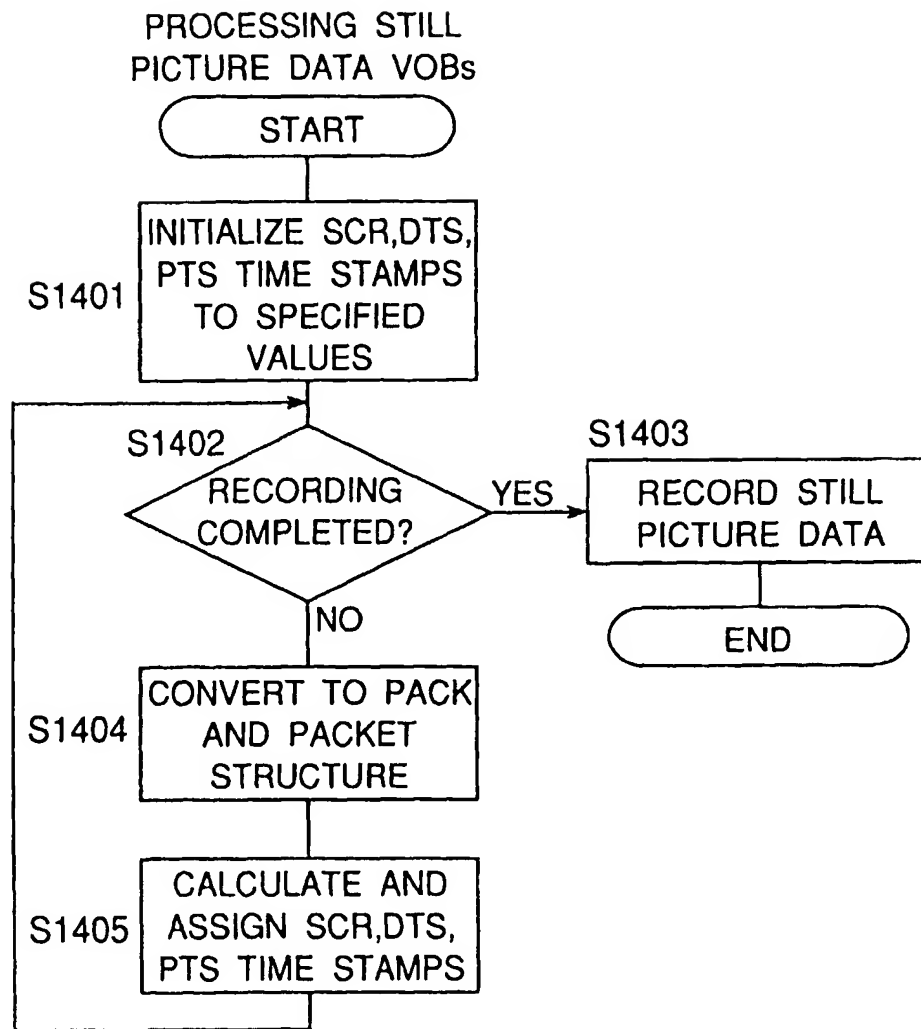 PROCESSING STILL
PICTURE DATA VOBs
START
S1401
INITIALIZE SCR,DTS,
PTS TIME STAMPS
TO SPECIFIED
VALUES
S1402
RECORDING
COMPLETED?
YES
S1403
RECORD STILL
PICTURE DATA
END
NO
S1404
CONVERT TO PACK
AND PACKET
STRUCTURE
S1405
CALCULATE AND
ASSIGN SCR,DTS,
PTS TIME STAMPS